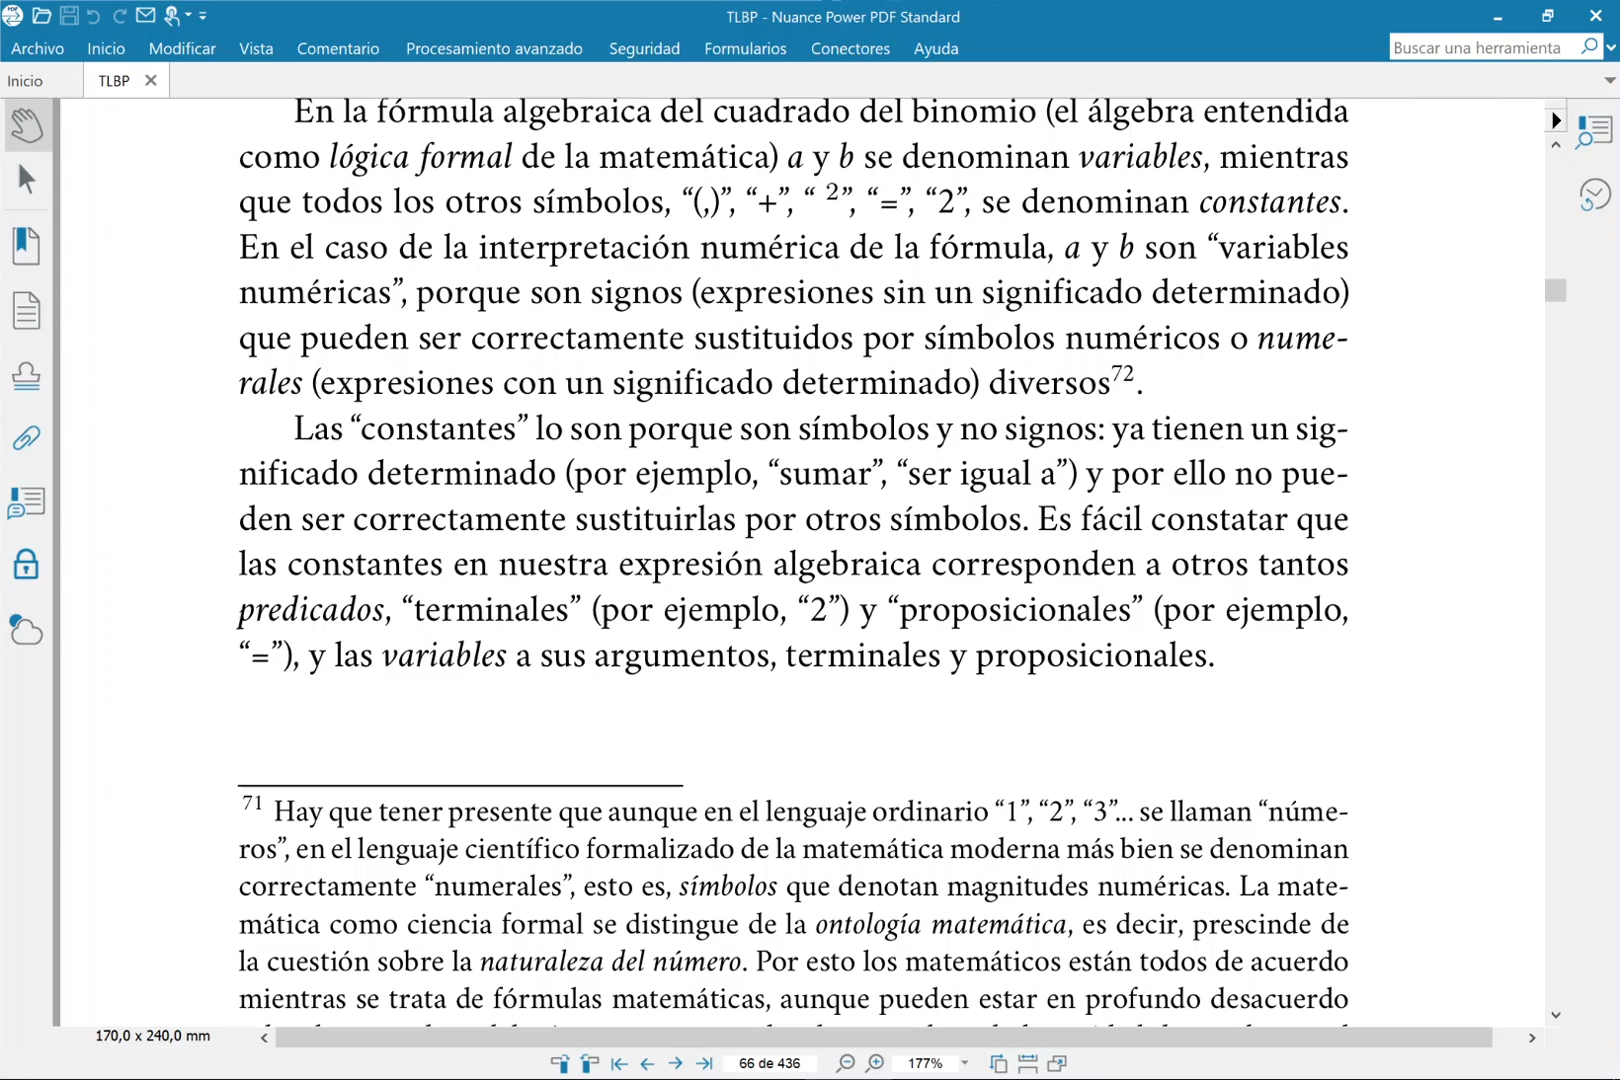 TLBP - Nuance Power PDF Standard
Archivo Inicio Modificar Vista Comentario Procesamiento avanzado Seguridad Formularios Conectores Ayuda Buscar una herramienta
Inicio TLBP
En la fórmula algebraica del cuadrado del binomio (el álgebra entendida
como lógica formal de la matemática) a y b se denominan variables, mientras
que todos los otros símbolos, “(,)”, “+”, “ ²”, “=”, “2”, se denominan constantes.
En el caso de la interpretación numérica de la fórmula, a y b son “variables
numéricas”, porque son signos (expresiones sin un significado determinado)
que pueden ser correctamente sustituidos por símbolos numéricos o nume-
rales (expresiones con un significado determinado) diversos⁷².
Las “constantes” lo son porque son símbolos y no signos: ya tienen un sig-
nificado determinado (por ejemplo, “sumar”, “ser igual a”) y por ello no pue-
den ser correctamente sustituirlas por otros símbolos. Es fácil constatar que
las constantes en nuestra expresión algebraica corresponden a otros tantos
predicados, “terminales” (por ejemplo, “2”) y “proposicionales” (por ejemplo,
“=”), y las variables a sus argumentos, terminales y proposicionales.
⁷¹ Hay que tener presente que aunque en el lenguaje ordinario “1”, “2”, “3”... se llaman “núme-
ros”, en el lenguaje científico formalizado de la matemática moderna más bien se denominan
correctamente “numerales”, esto es, símbolos que denotan magnitudes numéricas. La mate-
mática como ciencia formal se distingue de la ontología matemática, es decir, prescinde de
la cuestión sobre la naturaleza del número. Por esto los matemáticos están todos de acuerdo
mientras se trata de fórmulas matemáticas, aunque pueden estar en profundo desacuerdo
170,0 x 240,0 mm
66 de 436 177%